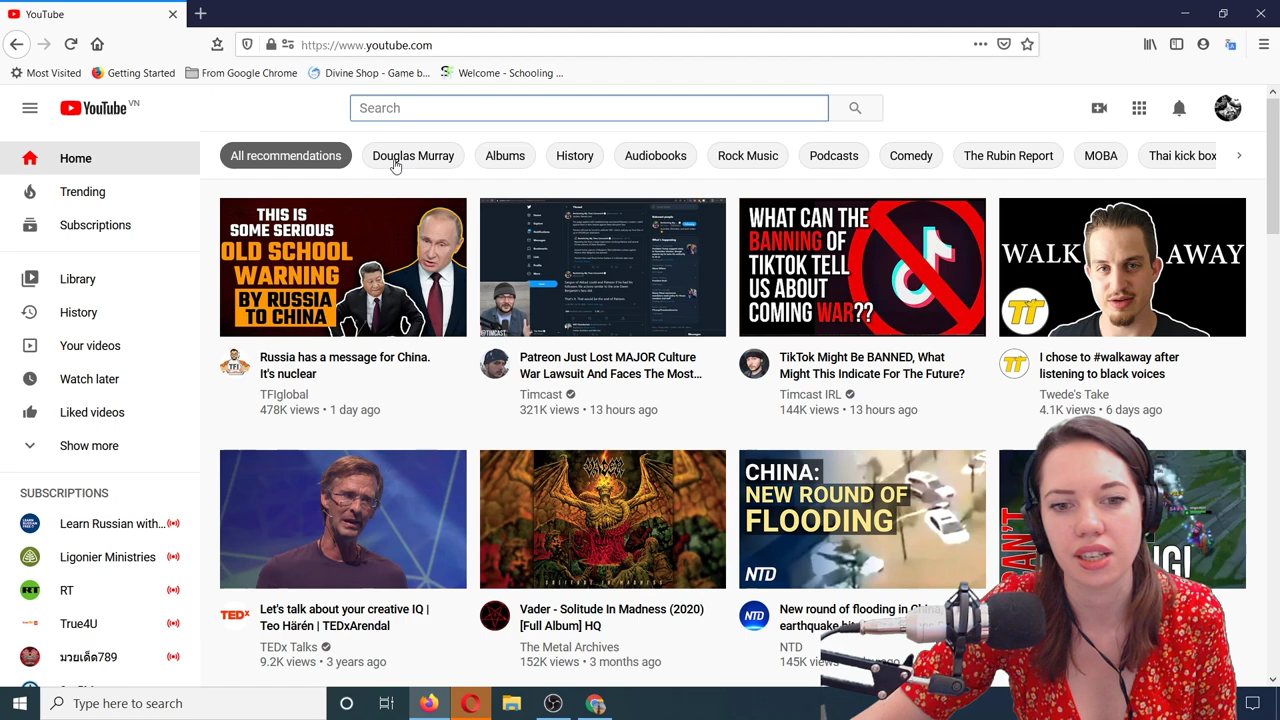 YouTube
https://www.youtube.com
Most Visited
Getting Started
From Google Chrome
Divine Shop - Game b...
Welcome - Schooling ...
YouTube VN
Search
Home
Trending
Subscriptions
Library
History
Your videos
Watch later
Liked videos
Show more
SUBSCRIPTIONS
Learn Russian with...
Ligonier Ministries
RT
True4U
มวยเด็ด789
All recommendations
Douglas Murray
Albums
History
Audiobooks
Rock Music
Podcasts
Comedy
The Rubin Report
MOBA
Thai kick box
THIS IS
SOME SERIOUS
OLD SCHOOL
WARNING
BY RUSSIA
TO CHINA
@TIMCAST
WHAT CAN THE
BANNING OF
TIKTOK TELL
US ABOUT
COMING WAR??
WALK AWAY
TT
Russia has a message for China.
It's nuclear
TFIglobal
478K views • 1 day ago
Patreon Just Lost MAJOR Culture
War Lawsuit And Faces The Most...
Timcast
321K views • 13 hours ago
TikTok Might Be BANNED, What
Might This Indicate For The Future?
Timcast IRL
144K views • 13 hours ago
I chose to #walkaway after
listening to black voices
Twede's Take
4.1K views • 6 days ago
VADER
SOLITUDE IN MADNESS
CHINA:
NEW ROUND OF
FLOODING
NTD
TEDx
Let's talk about your creative IQ |
Teo Härén | TEDxArendal
TEDx Talks
9.2K views • 3 years ago
Vader - Solitude In Madness (2020)
[Full Album] HQ
The Metal Archives
152K views • 3 months ago
NTD
New round of flooding in
earthquake
NTD
145K
Type here to search